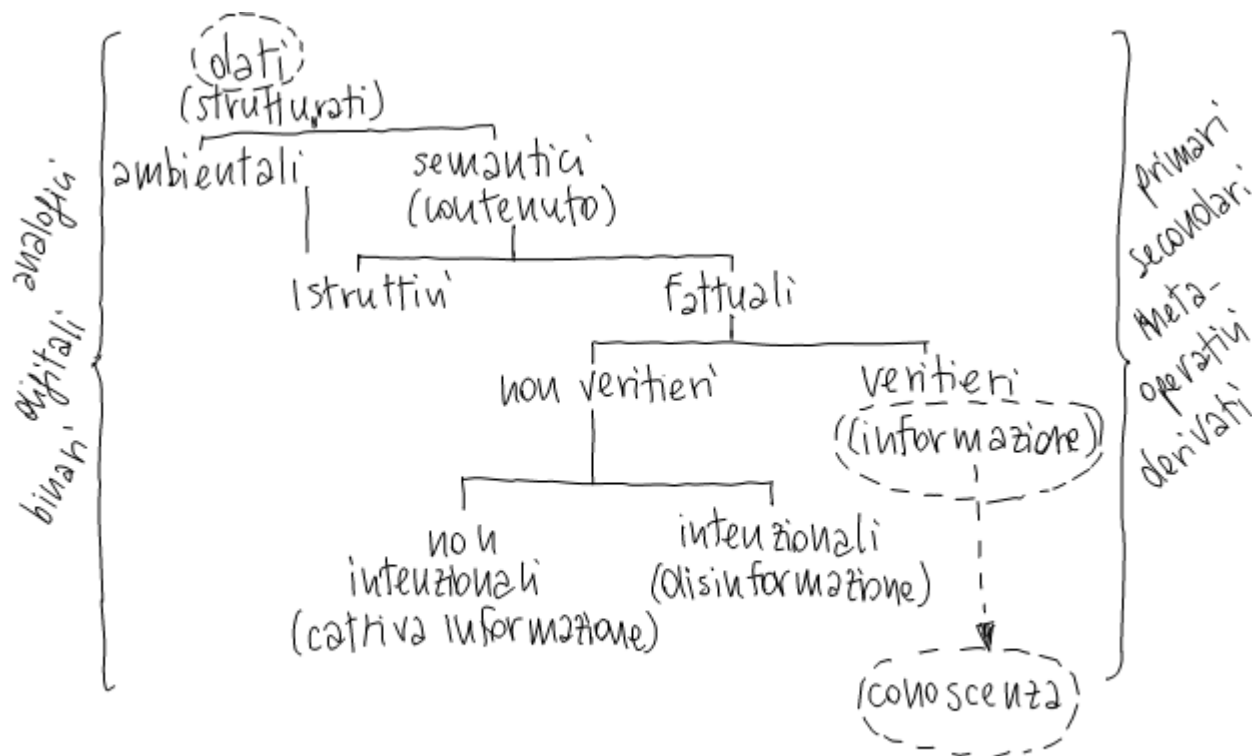 dati
(strutturati)
ambientali
semantici
(contenuto)
Istruttivi
fattuali
non veritieri
veritieri
(informazione)
non
intenzionali
(cattiva informazione)
intenzionali
(disinformazione)
conoscenza
analogici
digitali
binari
primari
secondari
meta-
operativi
derivati